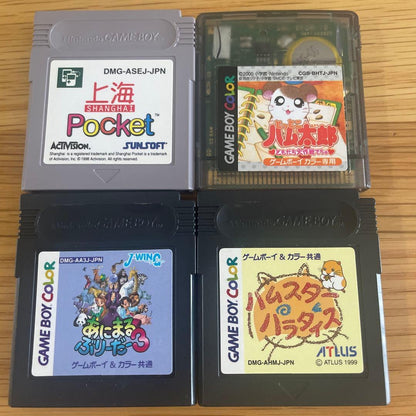 Nintendo GAME BOY
DMG-ASEJ-JPN
上海
SHANGHAI
Pocket™
ACTIVISION.
SUNSOFT
Shanghai is a registered trademark and Shanghai Pocket is a trademark
of Activision, Inc. © 1998 Activision, Inc. All rights reserved.
CGB-BHTJ-JPN
GAME BOY COLOR
ハム太郎
ゲームボーイカラー専用
DMG-AA3J-JPN
J-WING
GAME BOY COLOR
あにまる
ぶりーだー3
ゲームボーイ & カラー共通
ゲームボーイ & カラー共通
GAME BOY COLOR
ハムスター
パラダイス
DMG-AHMJ-JPN
ATLUS
© ATLUS 1999